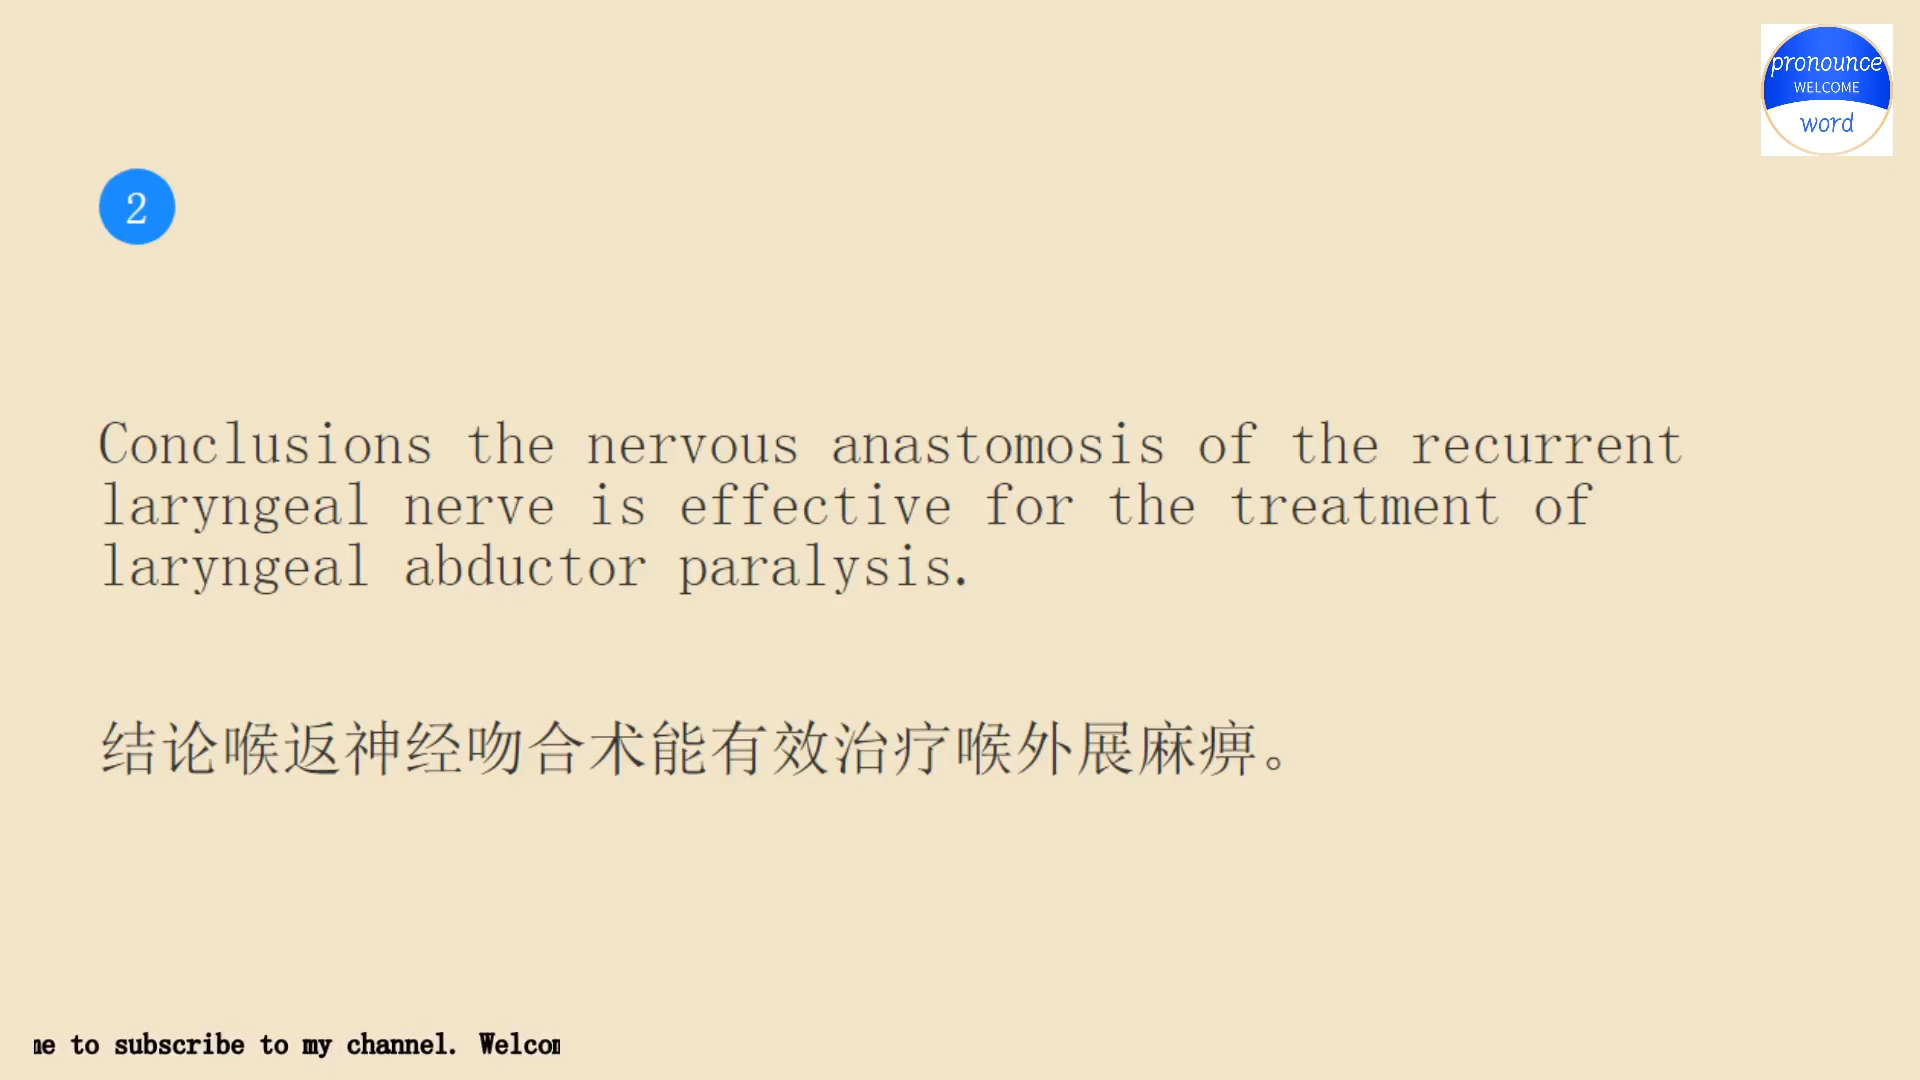 pronounce
WELCOME
word
2
Conclusions the nervous anastomosis of the recurrent
laryngeal nerve is effective for the treatment of
laryngeal abductor paralysis.
结论喉返神经吻合术能有效治疗喉外展麻痹。
me to subscribe to my channel. Welcom